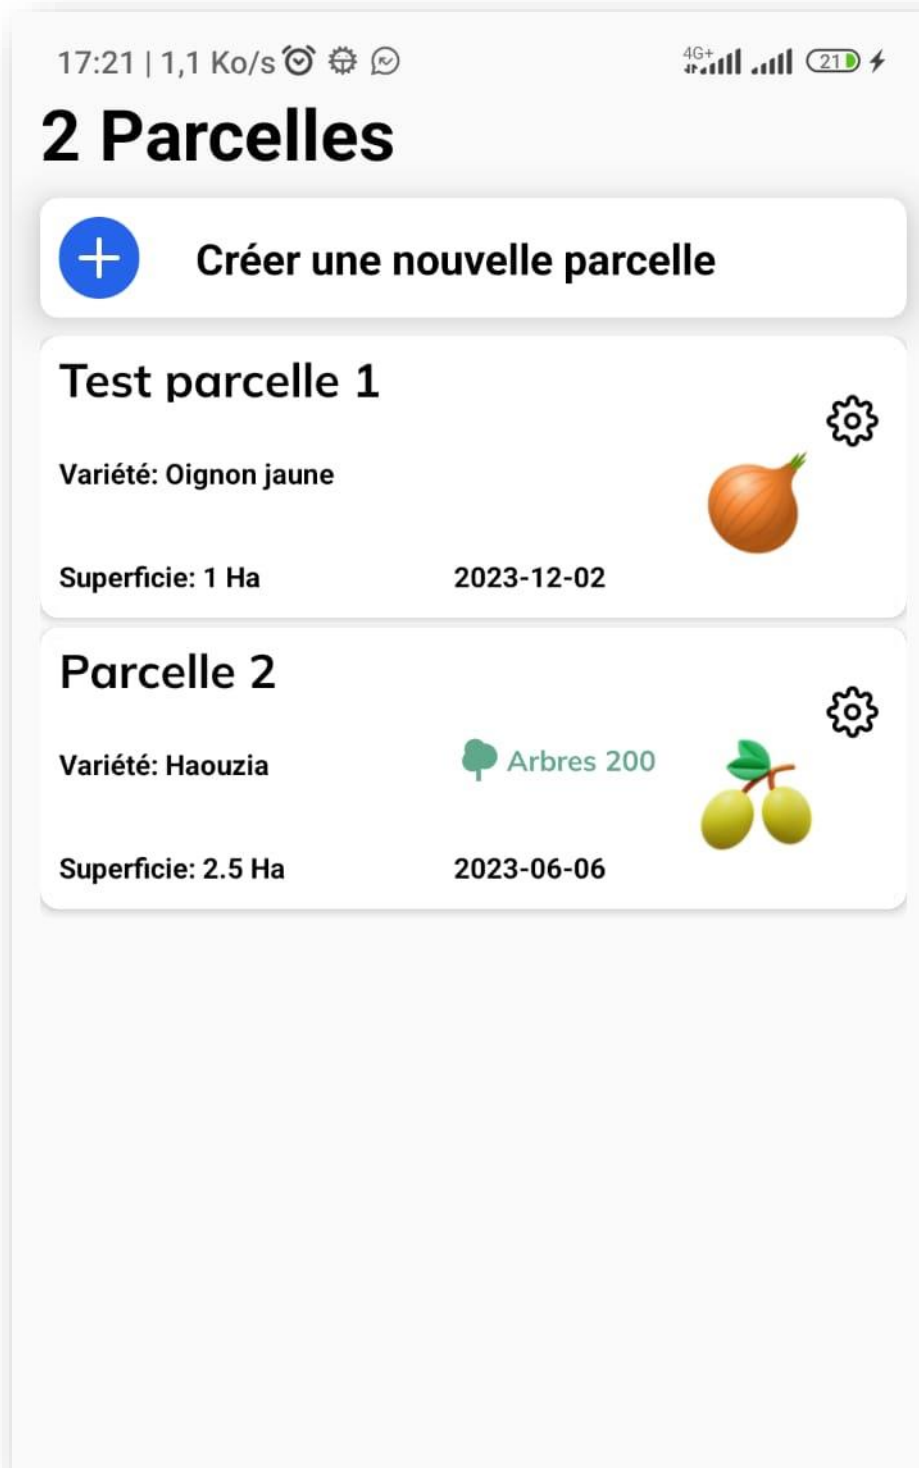 17:21 | 1,1 Ko/s 4G+ 21
2 Parcelles
Créer une nouvelle parcelle
Test parcelle 1
Variété: Oignon jaune
Superficie: 1 Ha 2023-12-02
Parcelle 2
Variété: Haouzia Arbres 200
Superficie: 2.5 Ha 2023-06-06